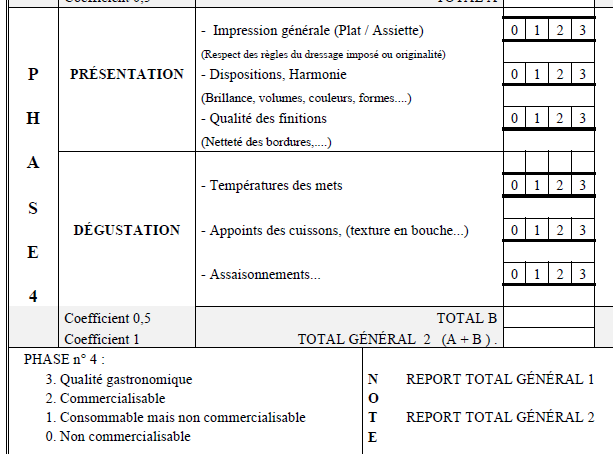 Coefficient 0,5 TOTAL A
- Impression générale (Plat / Assiette) 0 1 2 3
(Respect des règles du dressage imposé ou originalité)
P PRÉSENTATION - Dispositions, Harmonie 0 1 2 3
(Brillance, volumes, couleurs, formes....)
H - Qualité des finitions 0 1 2 3
(Netteté des bordures,....)
A
- Températures des mets 0 1 2 3
S
DÉGUSTATION - Appoints des cuissons, (texture en bouche...) 0 1 2 3
E
- Assaisonnements... 0 1 2 3
4
Coefficient 0,5 TOTAL B
Coefficient 1 TOTAL GÉNÉRAL 2 (A + B ) .
PHASE n° 4 :
3. Qualité gastronomique N REPORT TOTAL GÉNÉRAL 1
2. Commercialisable O
1. Consommable mais non commercialisable T REPORT TOTAL GÉNÉRAL 2
0. Non commercialisable E